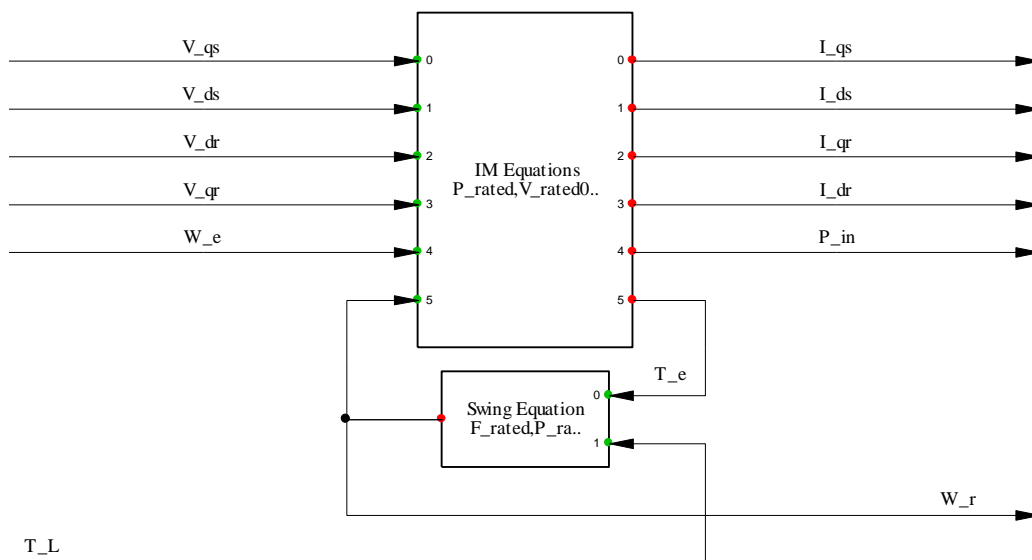 V_qs
0
0
I_qs
V_ds
1
1
I_ds
V_dr
2
2
I_qr
IM Equations
P_rated,V_rated0..
V_qr
3
3
I_dr
W_e
4
4
P_in
5
5
T_e
0
Swing Equation
F_rated,P_ra..
1
W_r
T_L